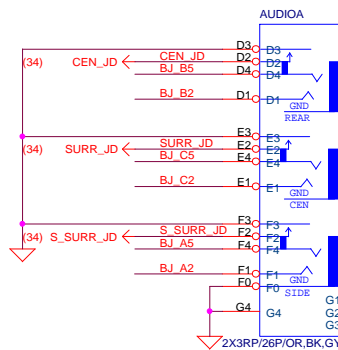 AUDIOA
D3 D3
(34) CEN_JD CEN_JD D2 D2
BJ_B5 D4 D4
BJ_B2 D1 D1
GND
REAR
E3 E3
(34) SURR_JD SURR_JD E2 E2
BJ_C5 E4 E4
BJ_C2 E1 E1
GND
CEN
F3 F3
(34) S_SURR_JD S_SURR_JD F2 F2
BJ_A5 F4 F4
BJ_A2 F1 F1
GND
F0 F0
SIDE
G4 G4
G1
G2
G3
2X3RP/26P/OR,BK,GY